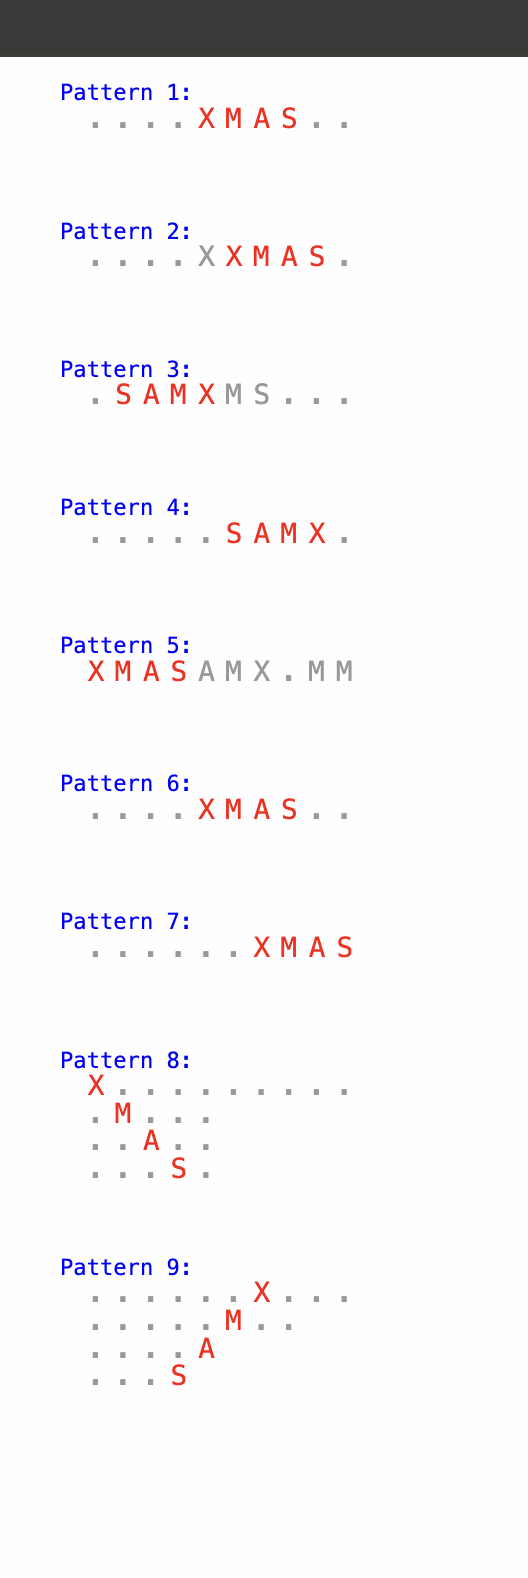 Pattern 1:
. . . . X M A S . .
Pattern 2:
. . . . X X M A S .
Pattern 3:
. S A M X M S . . .
Pattern 4:
. . . . . S A M X .
Pattern 5:
X M A S A M X . M M
Pattern 6:
. . . . X M A S . .
Pattern 7:
. . . . . . X M A S
Pattern 8:
X . . . . . . . . .
. M . . .
. . A . .
. . . S .
Pattern 9:
. . . . . . X . . .
. . . . . M . .
. . . . A
. . . S